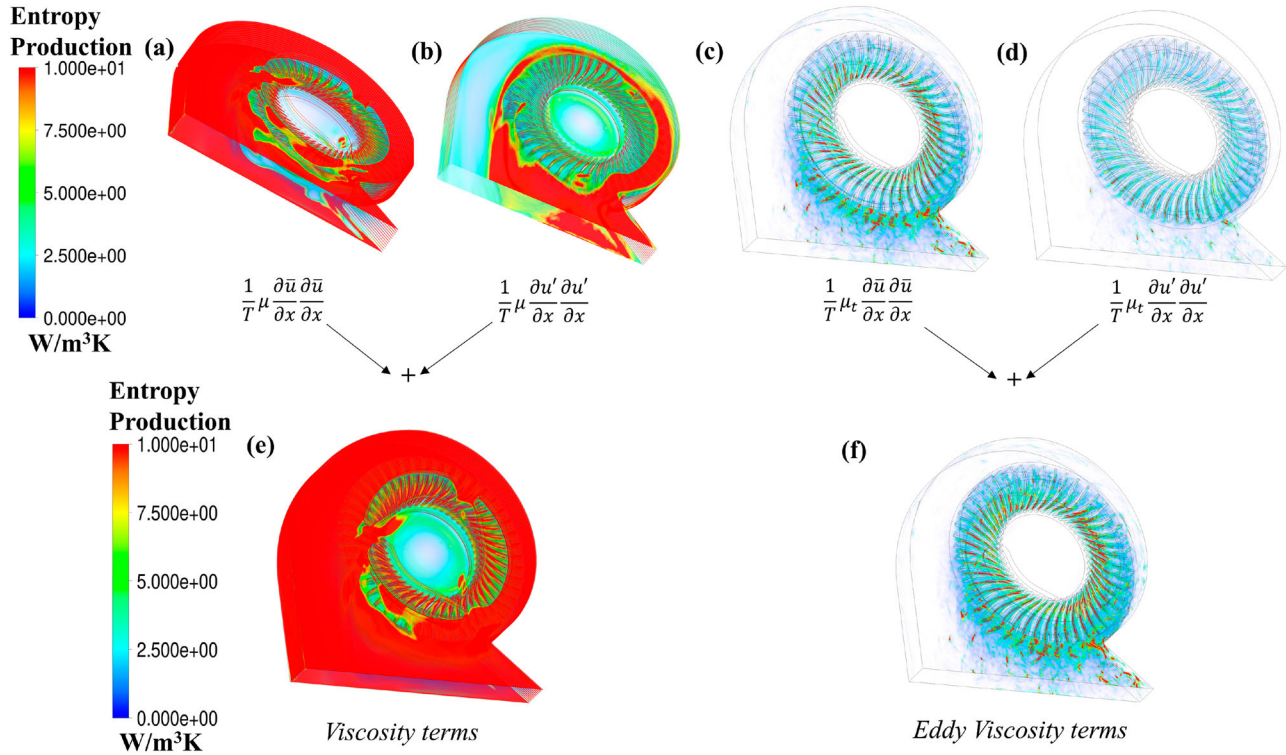 Entropy
Production
(a)
(b)
(c)
(d)
1.000e+01
7.500e+00
5.000e+00
2.500e+00
0.000e+00
W/m³K
1/T μ ∂ū/∂x ∂ū/∂x
1/T μ ∂u'/∂x ∂u'/∂x
1/T μₜ ∂ū/∂x ∂ū/∂x
1/T μₜ ∂u'/∂x ∂u'/∂x
+
+
Entropy
Production
(e)
(f)
1.000e+01
7.500e+00
5.000e+00
2.500e+00
0.000e+00
W/m³K
Viscosity terms
Eddy Viscosity terms